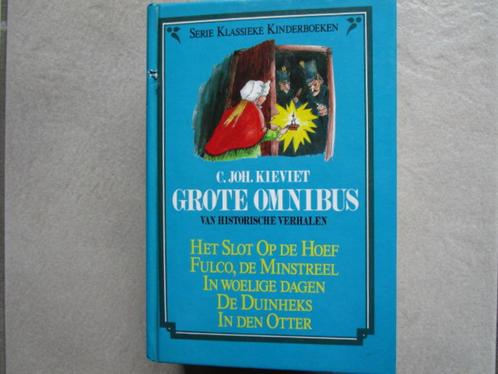 Serie Klassieke Kinderboeken
C. JOH. KIEVIET
GROTE OMNIBUS
VAN HISTORISCHE VERHALEN
HET SLOT OP DE HOEF
FULCO, DE MINSTREEL
IN WOELIGE DAGEN
DE DUINHEKS
IN DEN OTTER